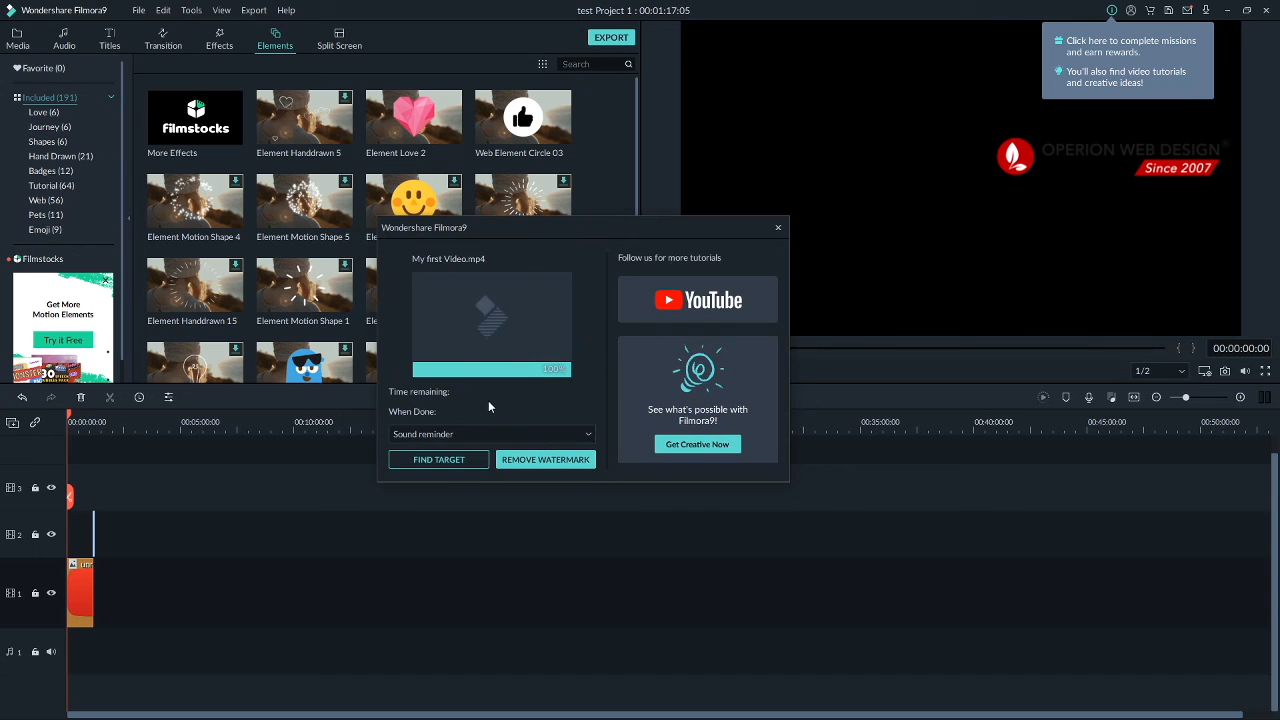 Wondershare Filmora9
File
Edit
Tools
View
Export
Help
test Project 1 : 00:01:17:05
Media
Audio
Titles
Transition
Effects
Elements
Split Screen
EXPORT
Click here to complete missions
and earn rewards.
You'll also find video tutorials
and creative ideas!
Favorite (0)
Included (191)
Love (6)
Journey (6)
Shapes (6)
Hand Drawn (21)
Badges (12)
Tutorial (64)
Web (56)
Pets (11)
Emoji (9)
Filmstocks
Get More
Motion Elements
Try it Free
30
Search
filmstocks
More Effects
Element Handdrawn 5
Element Love 2
Web Element Circle 03
Element Motion Shape 4
Element Motion Shape 5
Element Handdrawn 15
Element Motion Shape 1
OPERION WEB DESIGN®
Since 2007
Wondershare Filmora9
My first Video.mp4
100%
Time remaining:
When Done:
Sound reminder
FIND TARGET
REMOVE WATERMARK
Follow us for more tutorials
YouTube
See what's possible with
Filmora9!
Get Creative Now
1/2
00:00:00:00
00:00:00:00
00:05:00:00
00:10:00:00
00:35:00:00
00:40:00:00
00:45:00:00
00:50:00:00
3
2
1
1